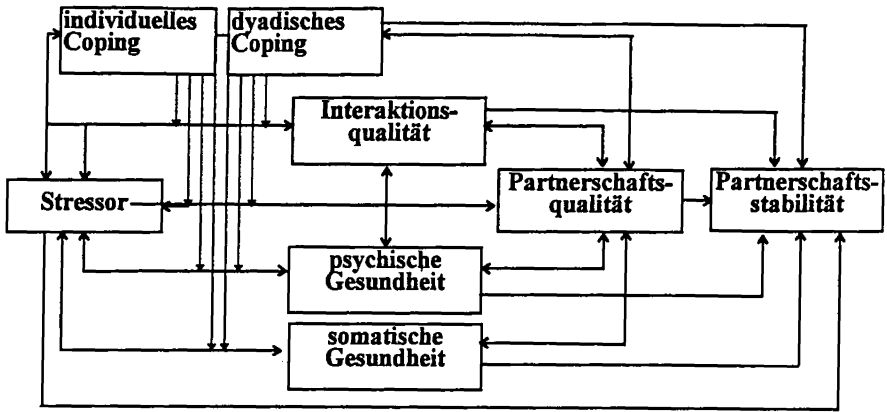 individuelles
Coping
dyadisches
Coping
Interaktions-
qualität
Stressor
Partnerschafts-
qualität
Partnerschafts-
stabilität
psychische
Gesundheit
somatische
Gesundheit